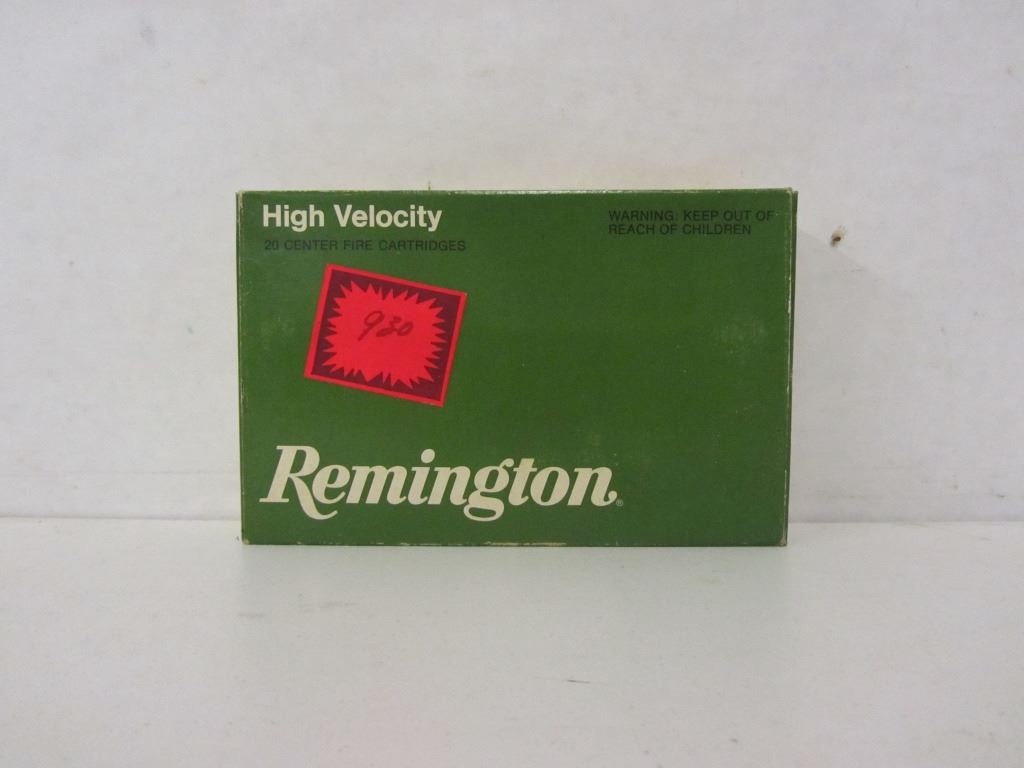 High Velocity
20 CENTER FIRE CARTRIDGES
WARNING: KEEP OUT OF
REACH OF CHILDREN
930
Remington®